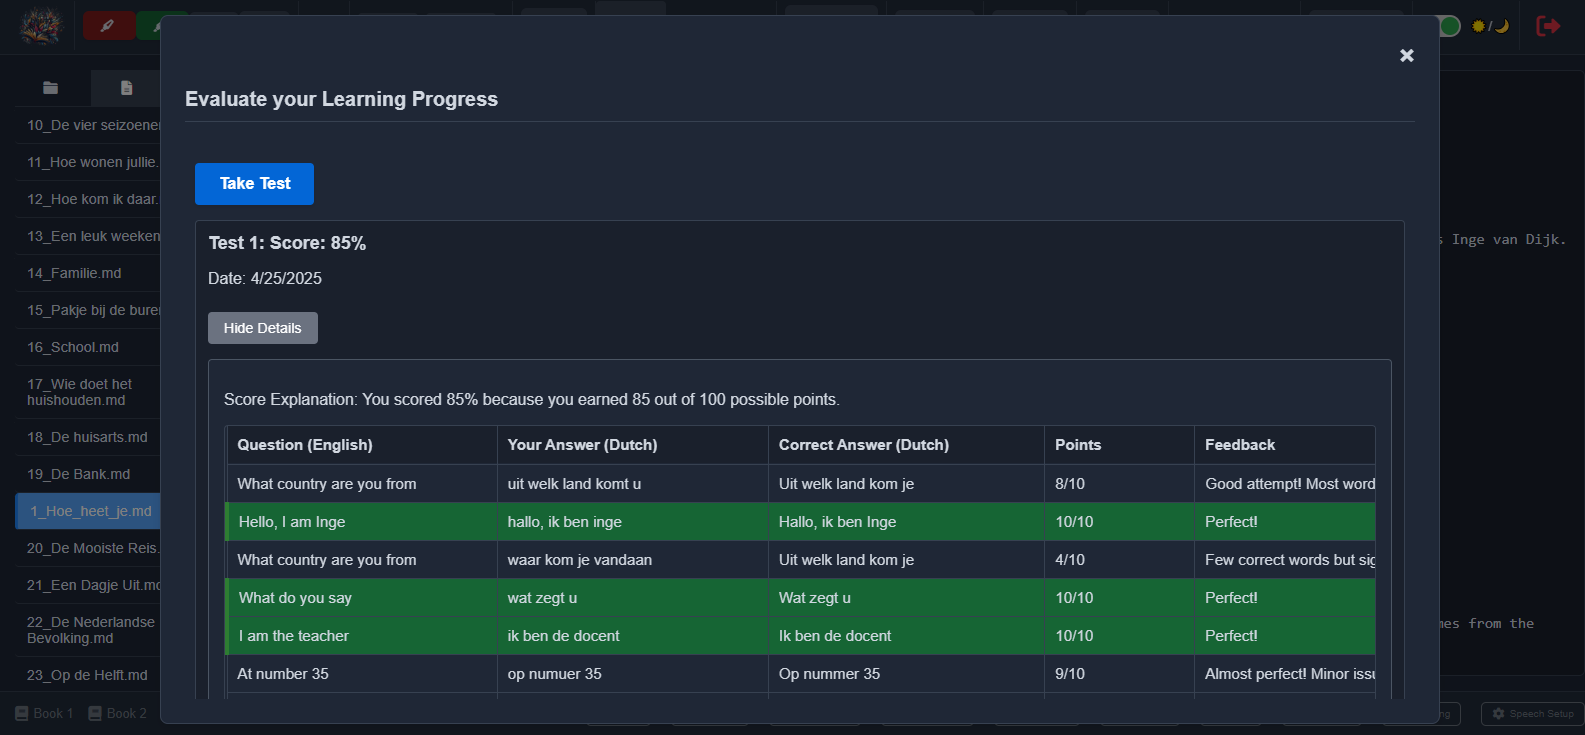 Evaluate your Learning Progress
Take Test
Test 1: Score: 85%
Date: 4/25/2025
Hide Details
Score Explanation: You scored 85% because you earned 85 out of 100 possible points.
Question (English) Your Answer (Dutch) Correct Answer (Dutch) Points Feedback
What country are you from uit welk land komt u Uit welk land kom je 8/10 Good attempt! Most word
Hello, I am Inge hallo, ik ben inge Hallo, ik ben Inge 10/10 Perfect!
What country are you from waar kom je vandaan Uit welk land kom je 4/10 Few correct words but sig
What do you say wat zegt u Wat zegt u 10/10 Perfect!
I am the teacher ik ben de docent Ik ben de docent 10/10 Perfect!
At number 35 op numuer 35 Op nummer 35 9/10 Almost perfect! Minor issu
10_De vier seizoenen
11_Hoe wonen jullie.
12_Hoe kom ik daar.
13_Een leuk weeken
14_Familie.md
15_Pakje bij de buren
16_School.md
17_Wie doet het
huishouden.md
18_De huisarts.md
19_De Bank.md
1_Hoe_heet_je.md
20_De Mooiste Reis.
21_Een Dagje Uit.md
22_De Nederlandse
Bevolking.md
23_Op de Helft.md
Book 1 Book 2
s Inge van Dijk.
mes from the
ng Speech Setup